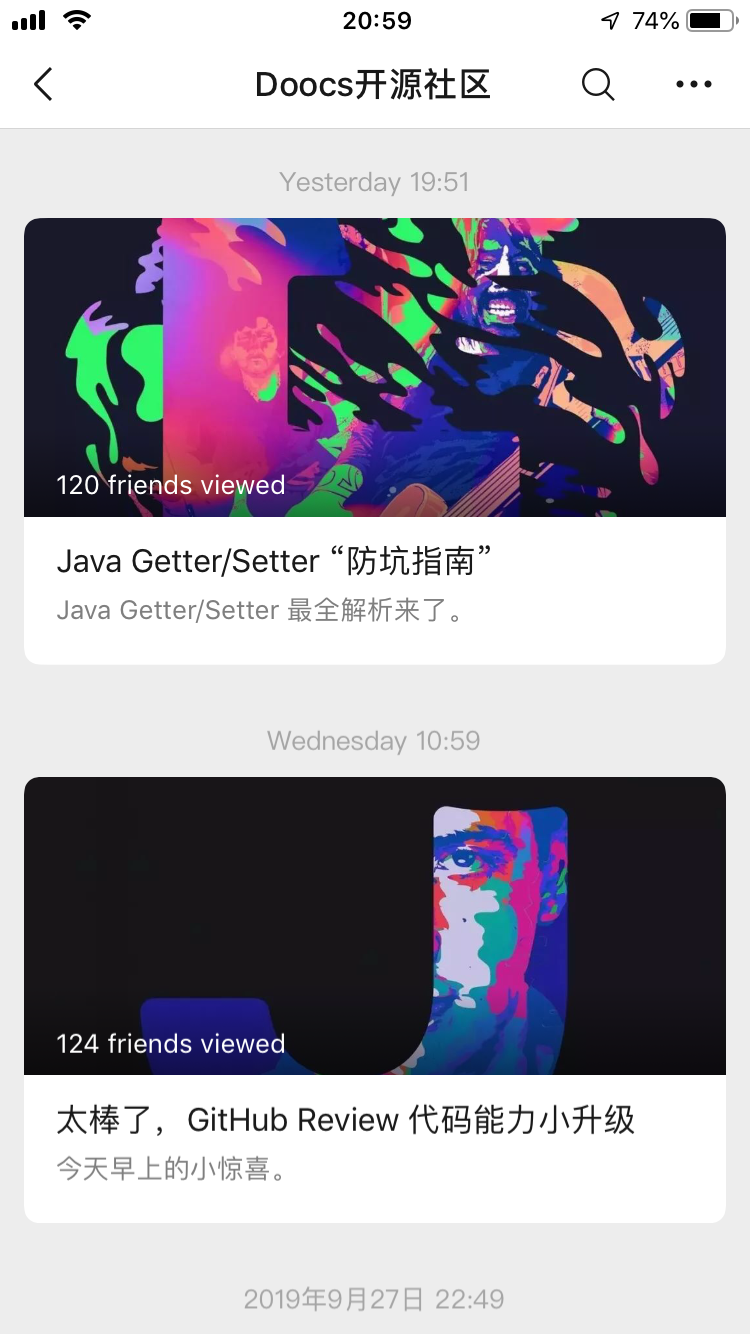 20:59
74%
Doocs开源社区
Yesterday 19:51
120 friends viewed
Java Getter/Setter “防坑指南”
Java Getter/Setter 最全解析来了。
Wednesday 10:59
124 friends viewed
太棒了，GitHub Review 代码能力小升级
今天早上的小惊喜。
2019年9月27日 22:49